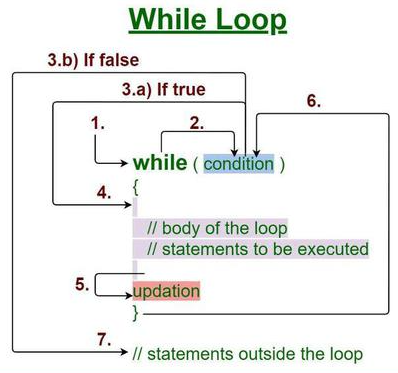 While Loop
3.b) If false
3.a) If true
6.
1.
2.
while ( condition )
4.
{
// body of the loop
// statements to be executed
5.
updation
}
7.
// statements outside the loop